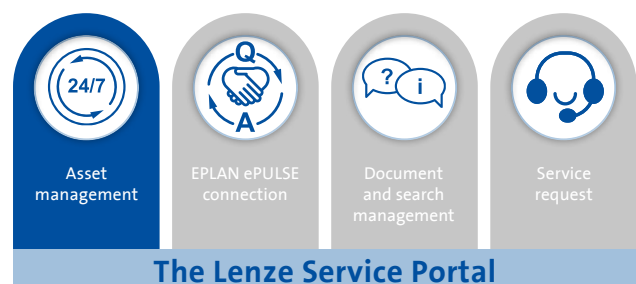 24/7
Asset
management
Q
A
EPLAN ePULSE
connection
?
i
Document
and search
management
Service
request
The Lenze Service Portal